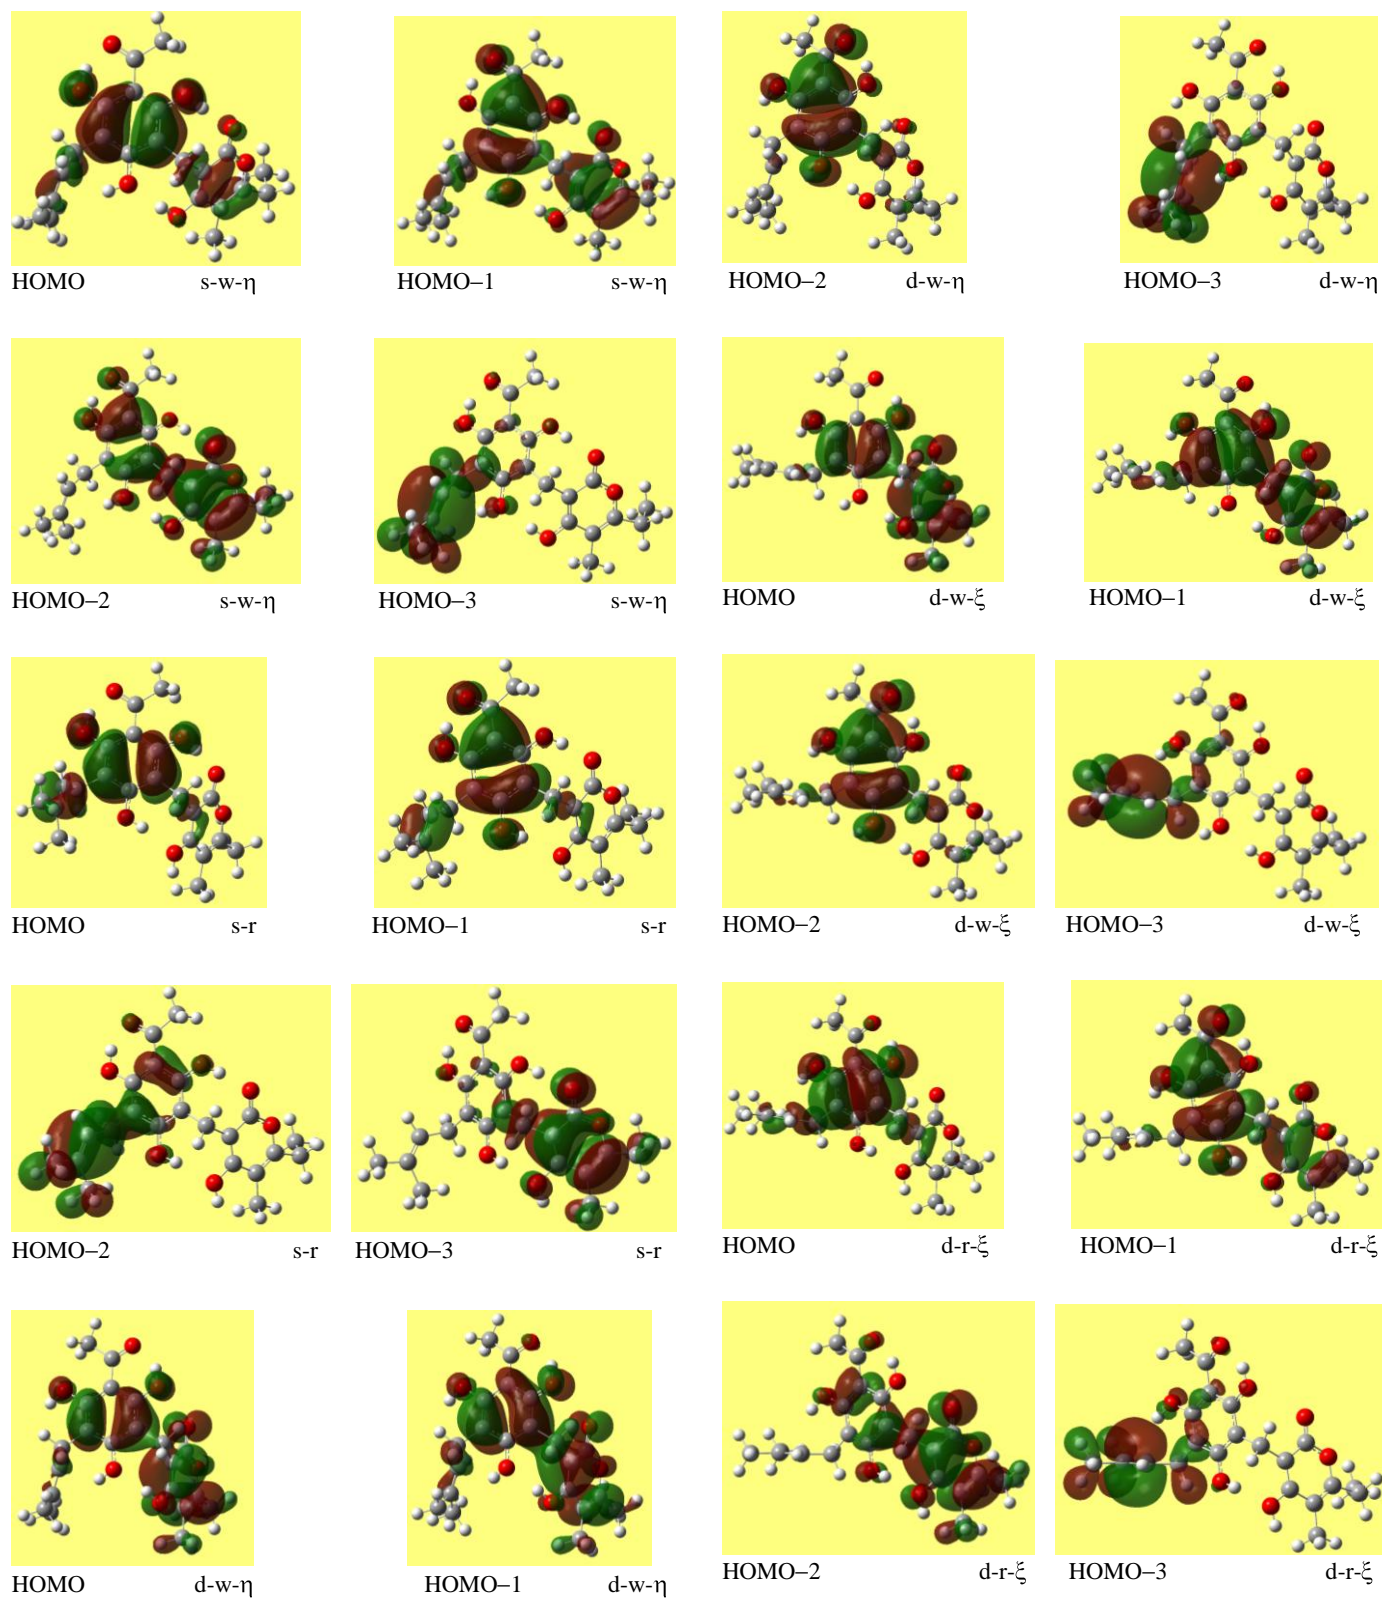 HOMO s-w-η HOMO–1 s-w-η HOMO–2 d-w-η HOMO–3 d-w-η
HOMO–2 s-w-η HOMO–3 s-w-η HOMO d-w-ξ HOMO–1 d-w-ξ
HOMO s-r HOMO–1 s-r HOMO–2 d-w-ξ HOMO–3 d-w-ξ
HOMO–2 s-r HOMO–3 s-r HOMO d-r-ξ HOMO–1 d-r-ξ
HOMO d-w-η HOMO–1 d-w-η HOMO–2 d-r-ξ HOMO–3 d-r-ξ